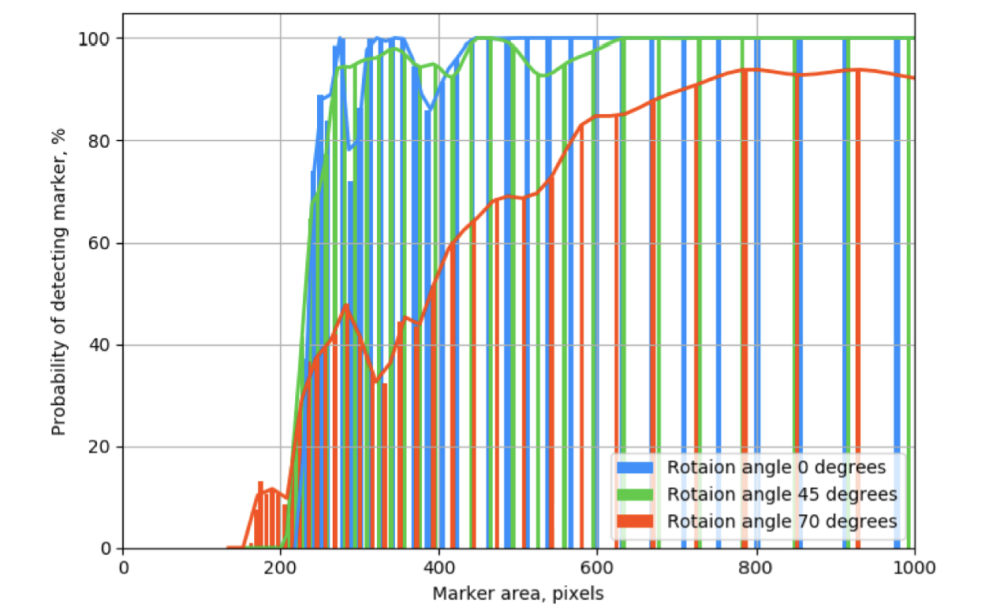 Probability of detecting marker, %
100
80
60
40
20
0
0 200 400 600 800 1000
Marker area, pixels
Rotaion angle 0 degrees
Rotaion angle 45 degrees
Rotaion angle 70 degrees